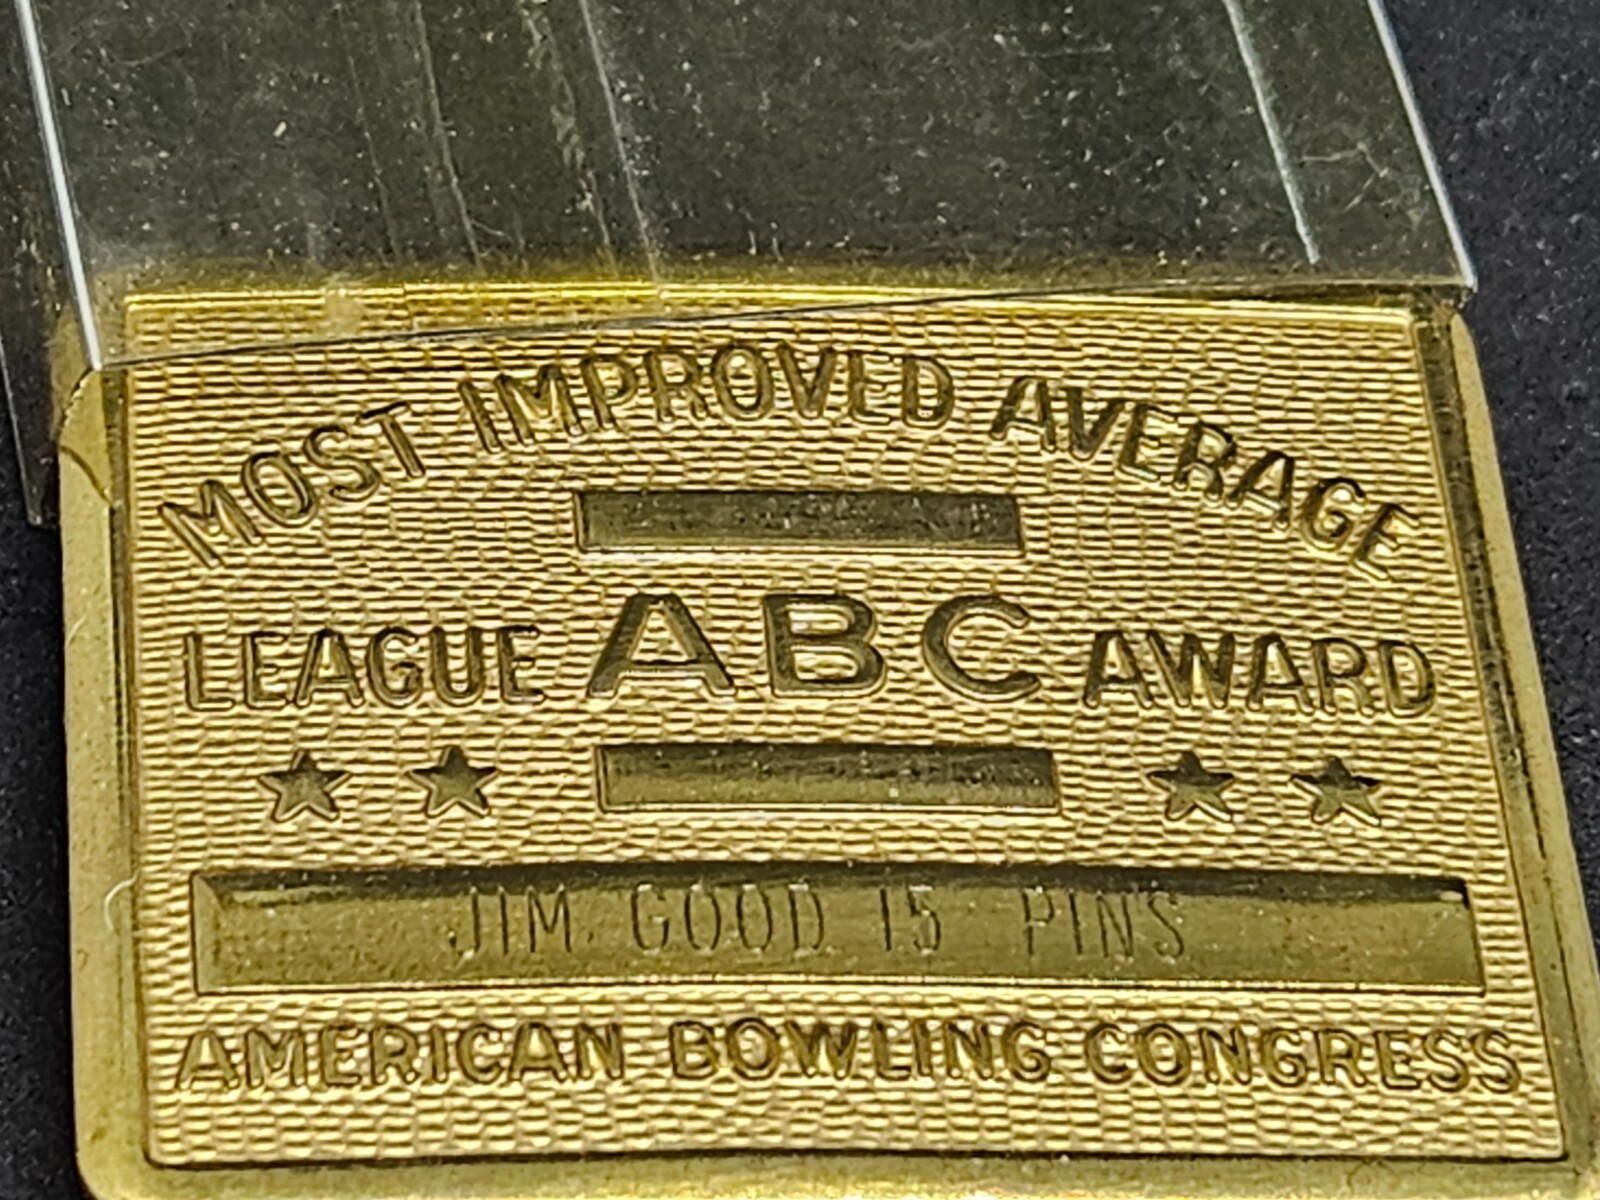 MOST IMPROVED AVERAGE
LEAGUE ABC AWARD
JIM GOOD 15 PINS
AMERICAN BOWLING CONGRESS